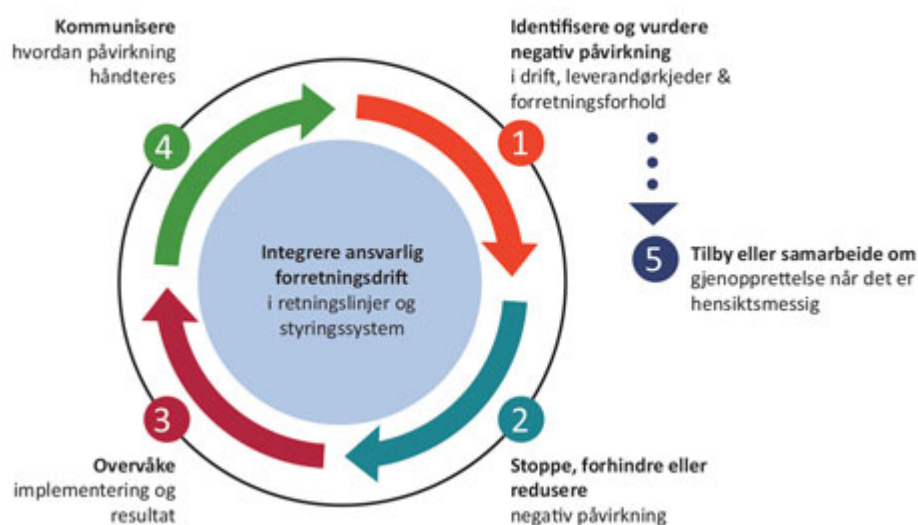 Kommunisere
hvordan påvirkning
håndteres
4
Identifisere og vurdere
negativ påvirkning
i drift, leverandørkjeder &
forretningsforhold
1
5
Tilby eller samarbeide om
gjenopprettelse når det er
hensiktsmessig
Integrere ansvarlig
forretningsdrift
i retningslinjer og
styringssystem
3
Overvåke
implementering og
resultat
2
Stoppe, forhindre eller
redusere
negativ påvirkning